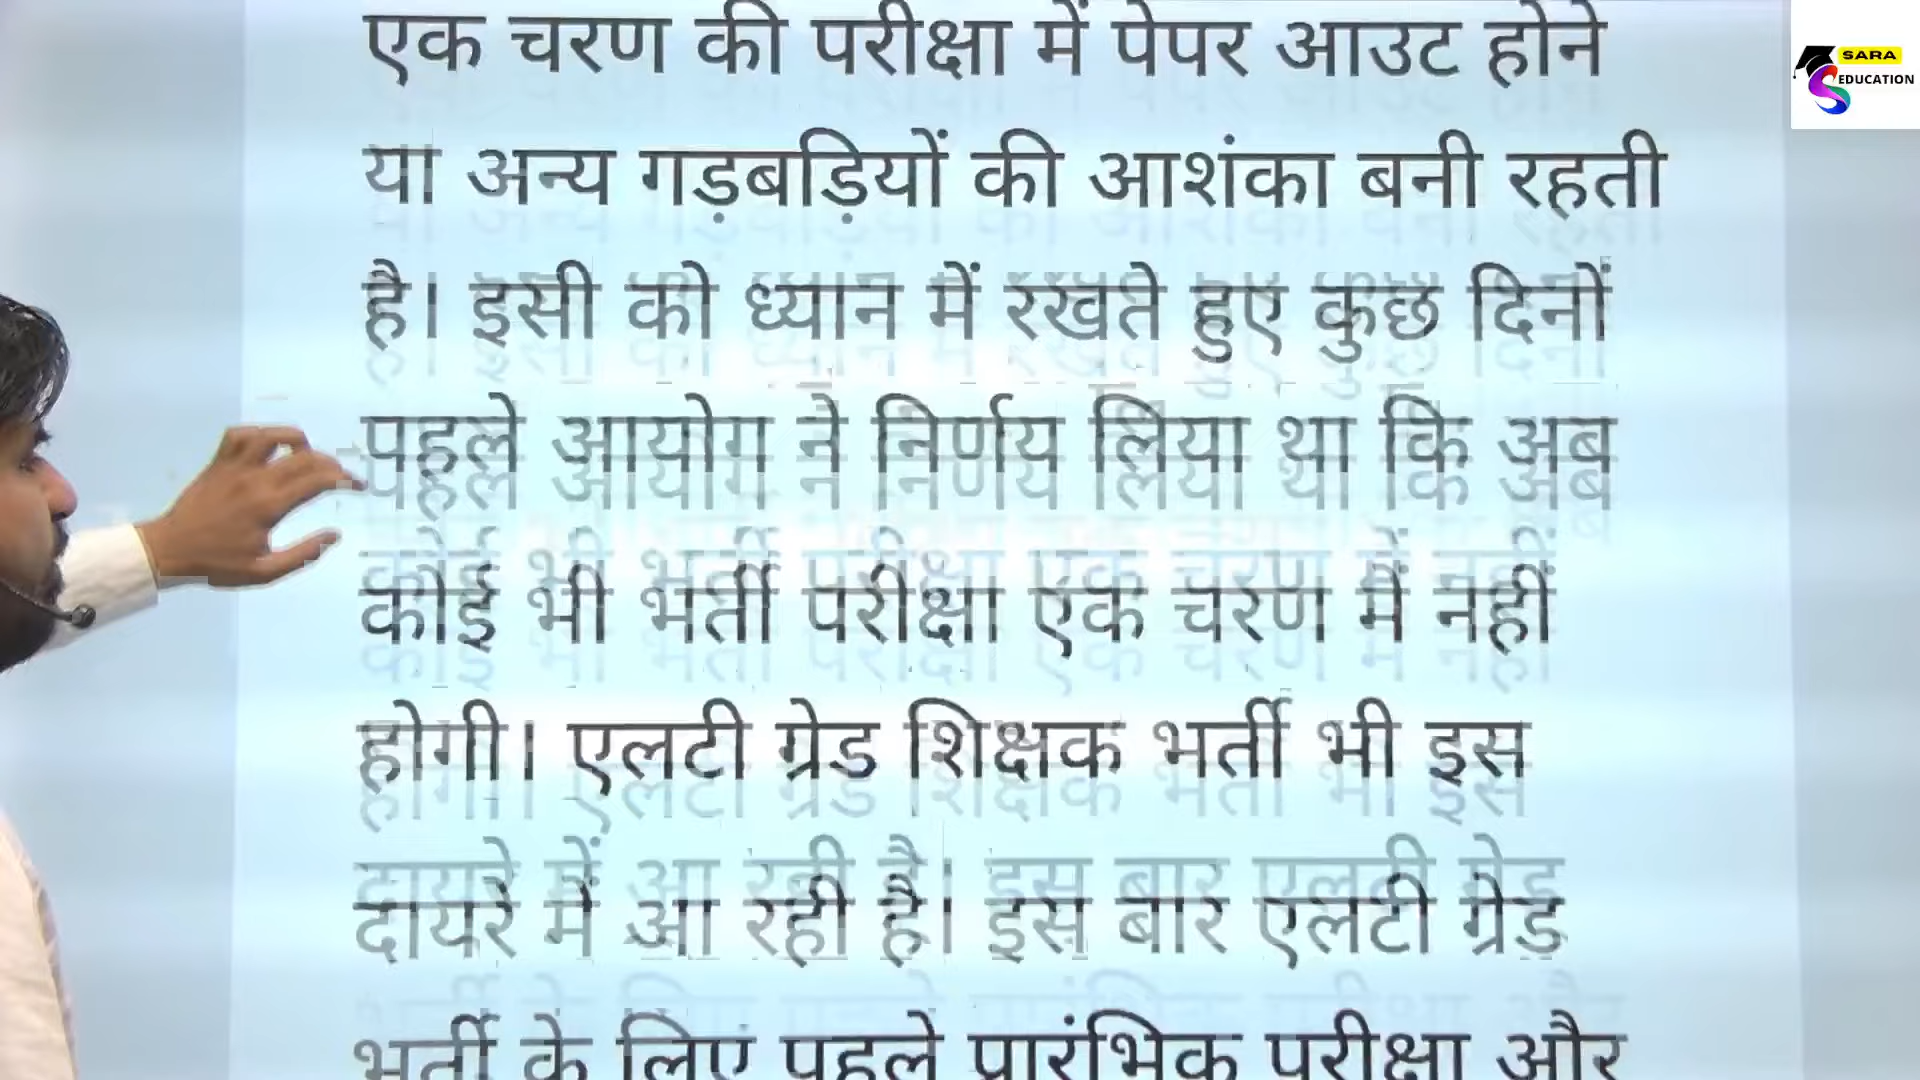 एक चरण की परीक्षा में पेपर आउट होने
या अन्य गड़बड़ियों की आशंका बनी रहती
है। इसी को ध्यान में रखते हुए कुछ दिनों
पहले आयोग ने निर्णय लिया था कि अब
कोई भी भर्ती परीक्षा एक चरण में नहीं
होगी। एलटी ग्रेड शिक्षक भर्ती भी इस
दायरे में आ रही है। इस बार एलटी ग्रेड
भर्ती के लिए पहले प्रारंभिक परीक्षा और
SARA
EDUCATION